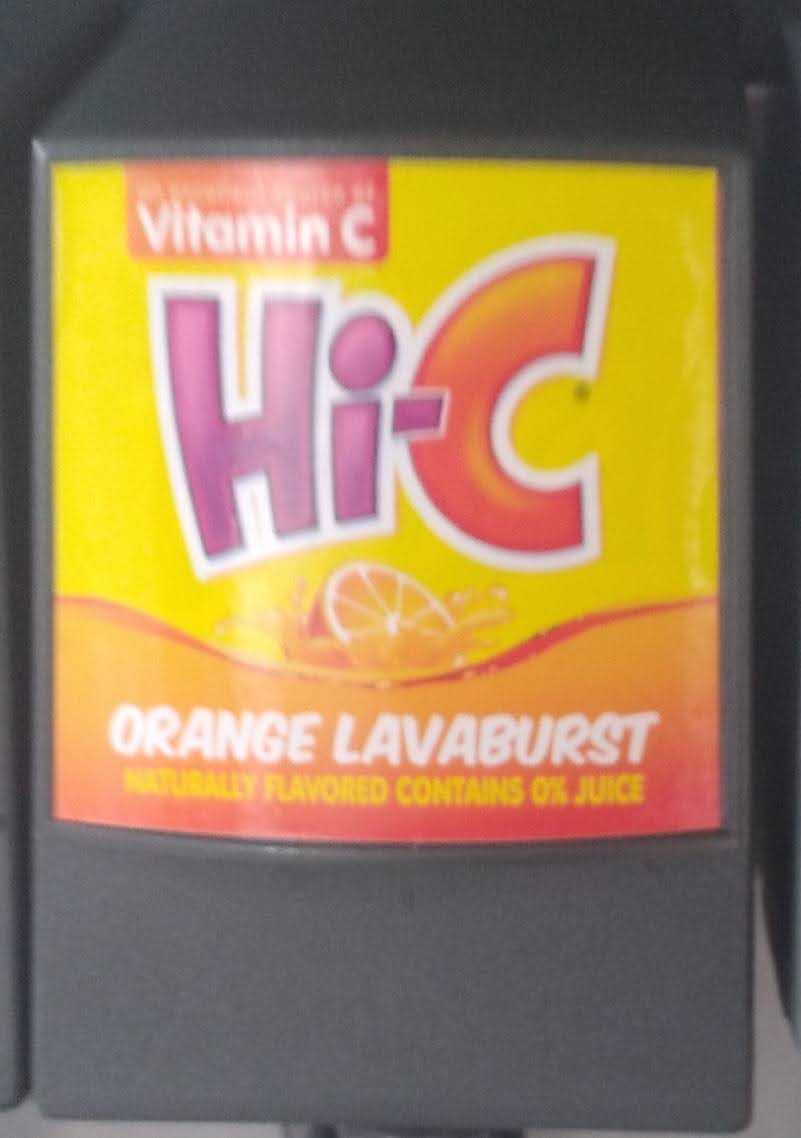 Vitamin C
Hi-C®
ORANGE LAVABURST
NATURALLY FLAVORED CONTAINS 0% JUICE